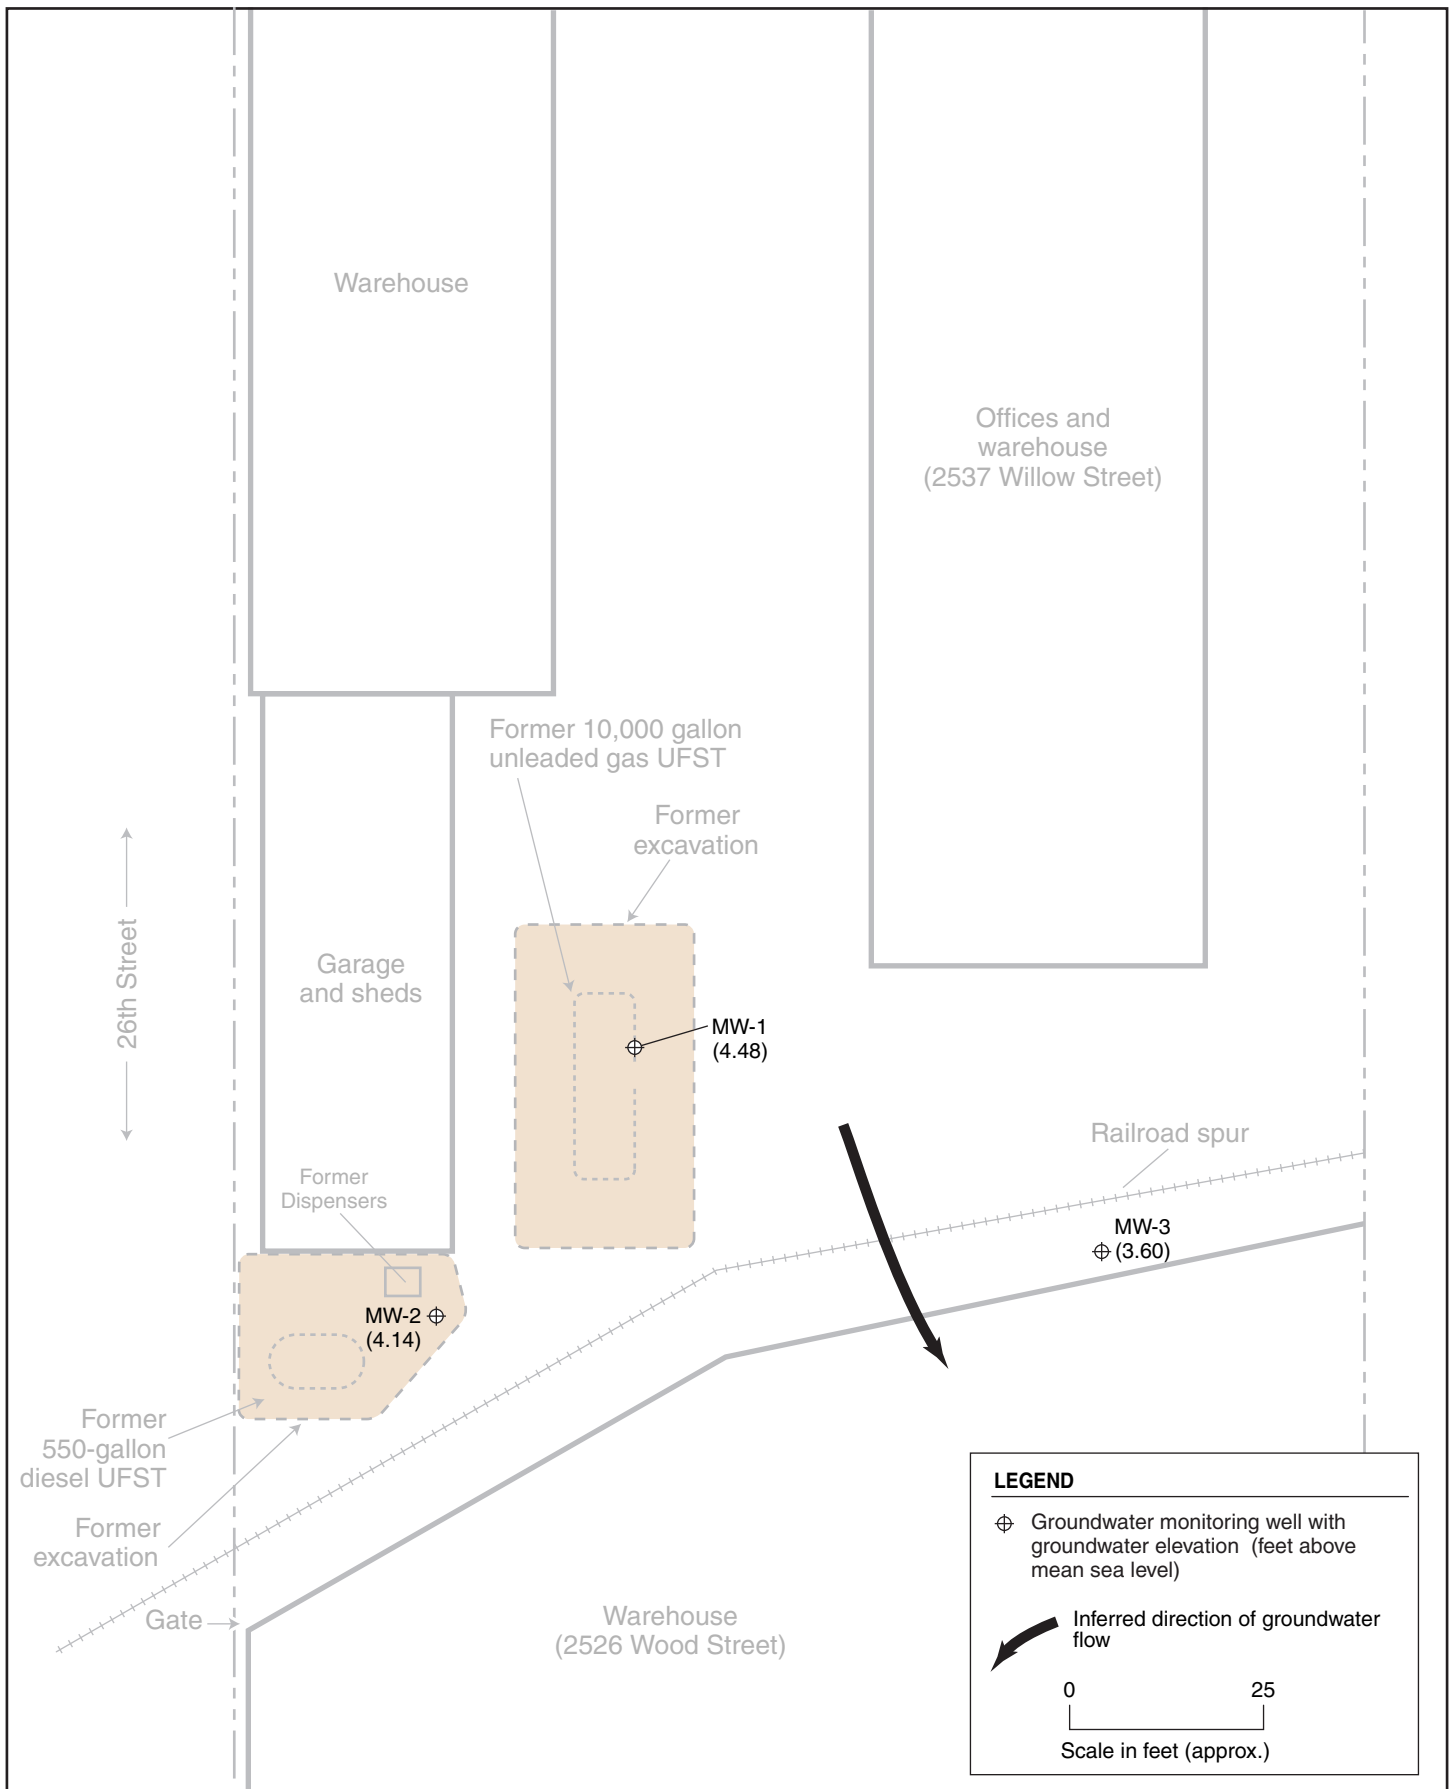 Warehouse
Offices and
warehouse
(2537 Willow Street)
Former 10,000 gallon
unleaded gas UFST
Former
excavation
26th Street
Garage
and sheds
MW-1
(4.48)
Railroad spur
Former
Dispensers
MW-3
(3.60)
MW-2
(4.14)
Former
550-gallon
diesel UFST
Former
excavation
Gate
Warehouse
(2526 Wood Street)
LEGEND
Groundwater monitoring well with
groundwater elevation (feet above
mean sea level)
Inferred direction of groundwater
flow
0 25
Scale in feet (approx.)